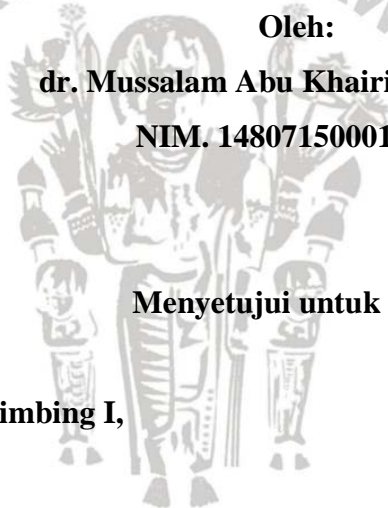 Oleh:
dr. Mussalam Abu Khairi
NIM. 14807150001
Menyetujui untuk
imbing I,